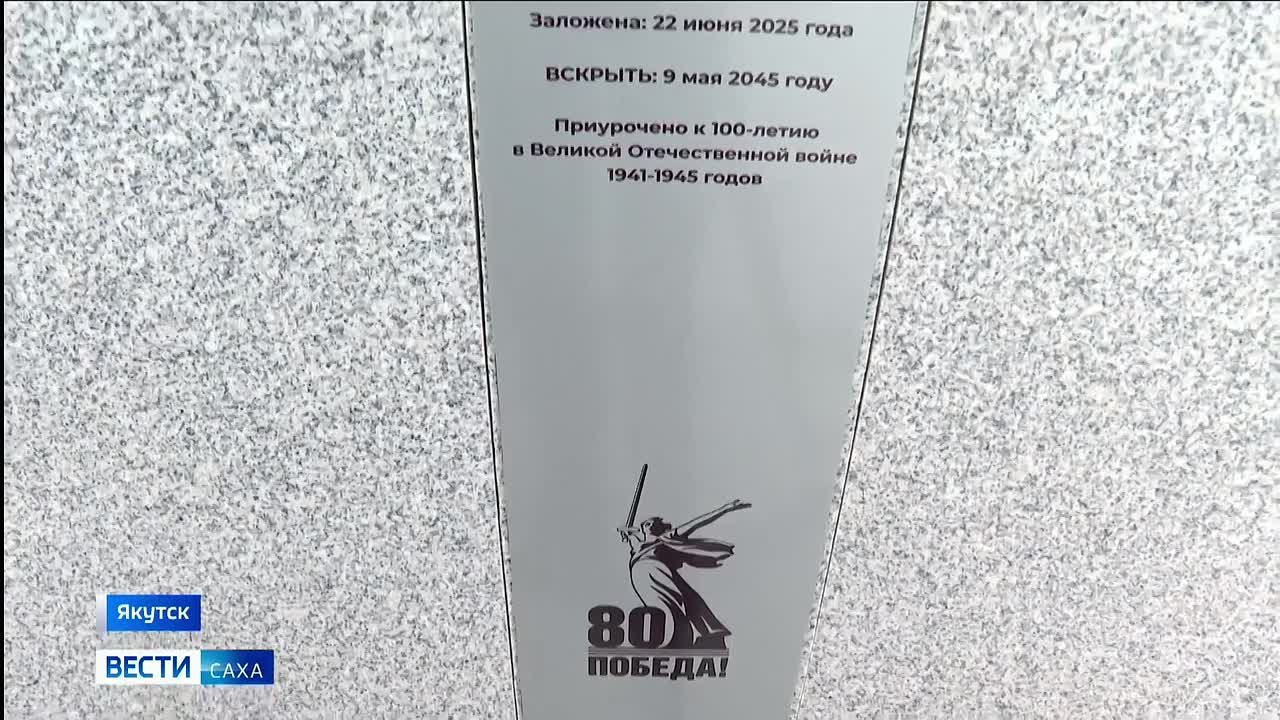 Заложена: 22 июня 2025 года
ВСКРЫТЬ: 9 мая 2045 году
Приурочено к 100-летию
в Великой Отечественной войне
1941-1945 годов
80
ПОБЕДА!
Якутск
ВЕСТИ САХА